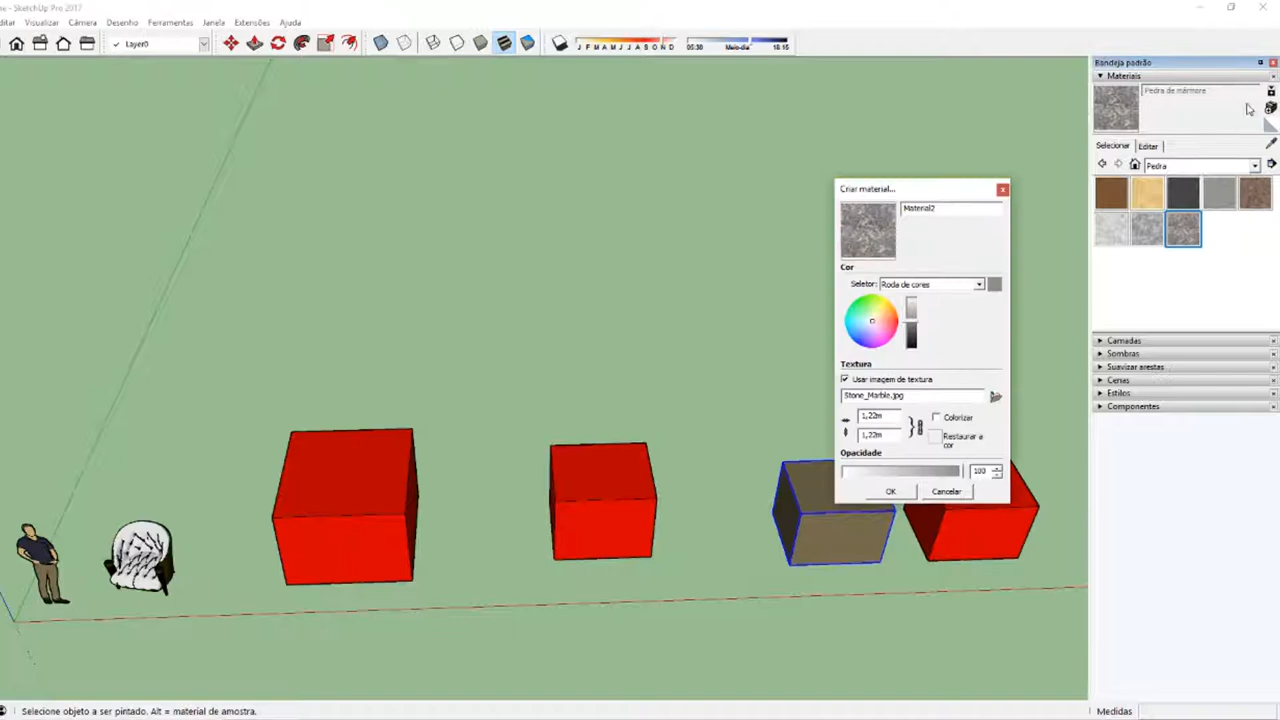 ne - SketchUp Pro 2017
ditar Visualizar Câmera Desenho Ferramentas Janela Extensões Ajuda
Layer0
J F M A M J J A S O N D
05:38 Meio-dia 18:15
Bandeja padrão
Materiais
Pedra de mármore
Selecionar Editar
Pedra
Camadas
Sombras
Suavizar arestas
Cenas
Estilos
Componentes
Criar material...
Material2
Cor
Seletor: Roda de cores
Textura
Usar imagem de textura
Stone_Marble.jpg
1,22m
Colorizar
1,22m
Restaurar a
cor
Opacidade
100
OK Cancelar
Selecione objeto a ser pintado. Alt = material de amostra.
Medidas